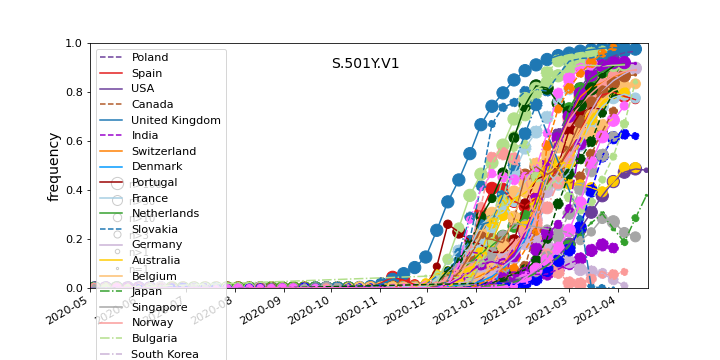 S.501Y.V1
frequency
1.0
0.8
0.6
0.4
0.2
0.0
Poland
Spain
USA
Canada
United Kingdom
India
Switzerland
Denmark
Portugal
France
Netherlands
Slovakia
Germany
Australia
Belgium
Japan
Singapore
Norway
Bulgaria
South Korea
2020-05
2020-08
2020-09
2020-10
2020-11
2020-12
2021-01
2021-02
2021-03
2021-04